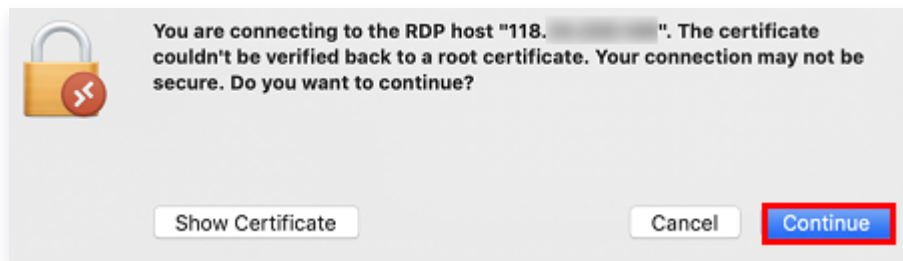 You are connecting to the RDP host "118.            ". The certificate
couldn't be verified back to a root certificate. Your connection may not be
secure. Do you want to continue?
Show Certificate
Cancel
Continue